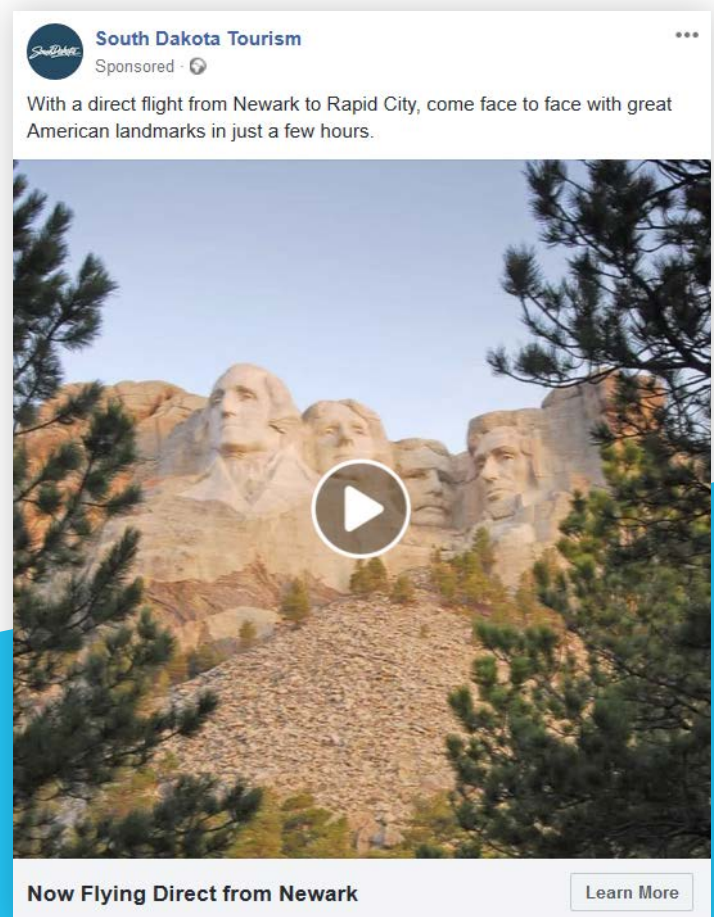 SouthDakota
South Dakota Tourism
Sponsored ·
With a direct flight from Newark to Rapid City, come face to face with great
American landmarks in just a few hours.
Now Flying Direct from Newark
Learn More